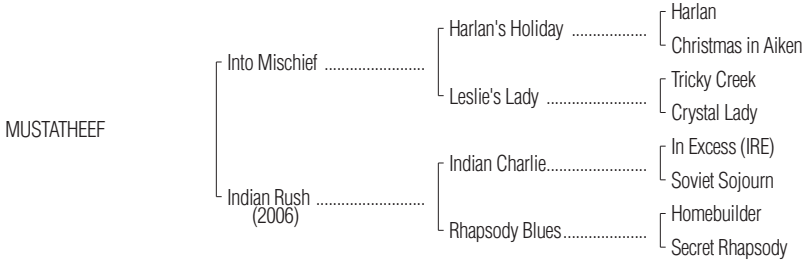 Harlan
Harlan's Holiday ...................
Christmas in Aiken
Into Mischief .........................
Tricky Creek
Leslie's Lady ...................
Crystal Lady
MUSTATHEEF
In Excess (IRE)
Indian Charlie...................
Soviet Sojourn
Indian Rush ...........................
(2006)
Homebuilder
Rhapsody Blues...............
Secret Rhapsody